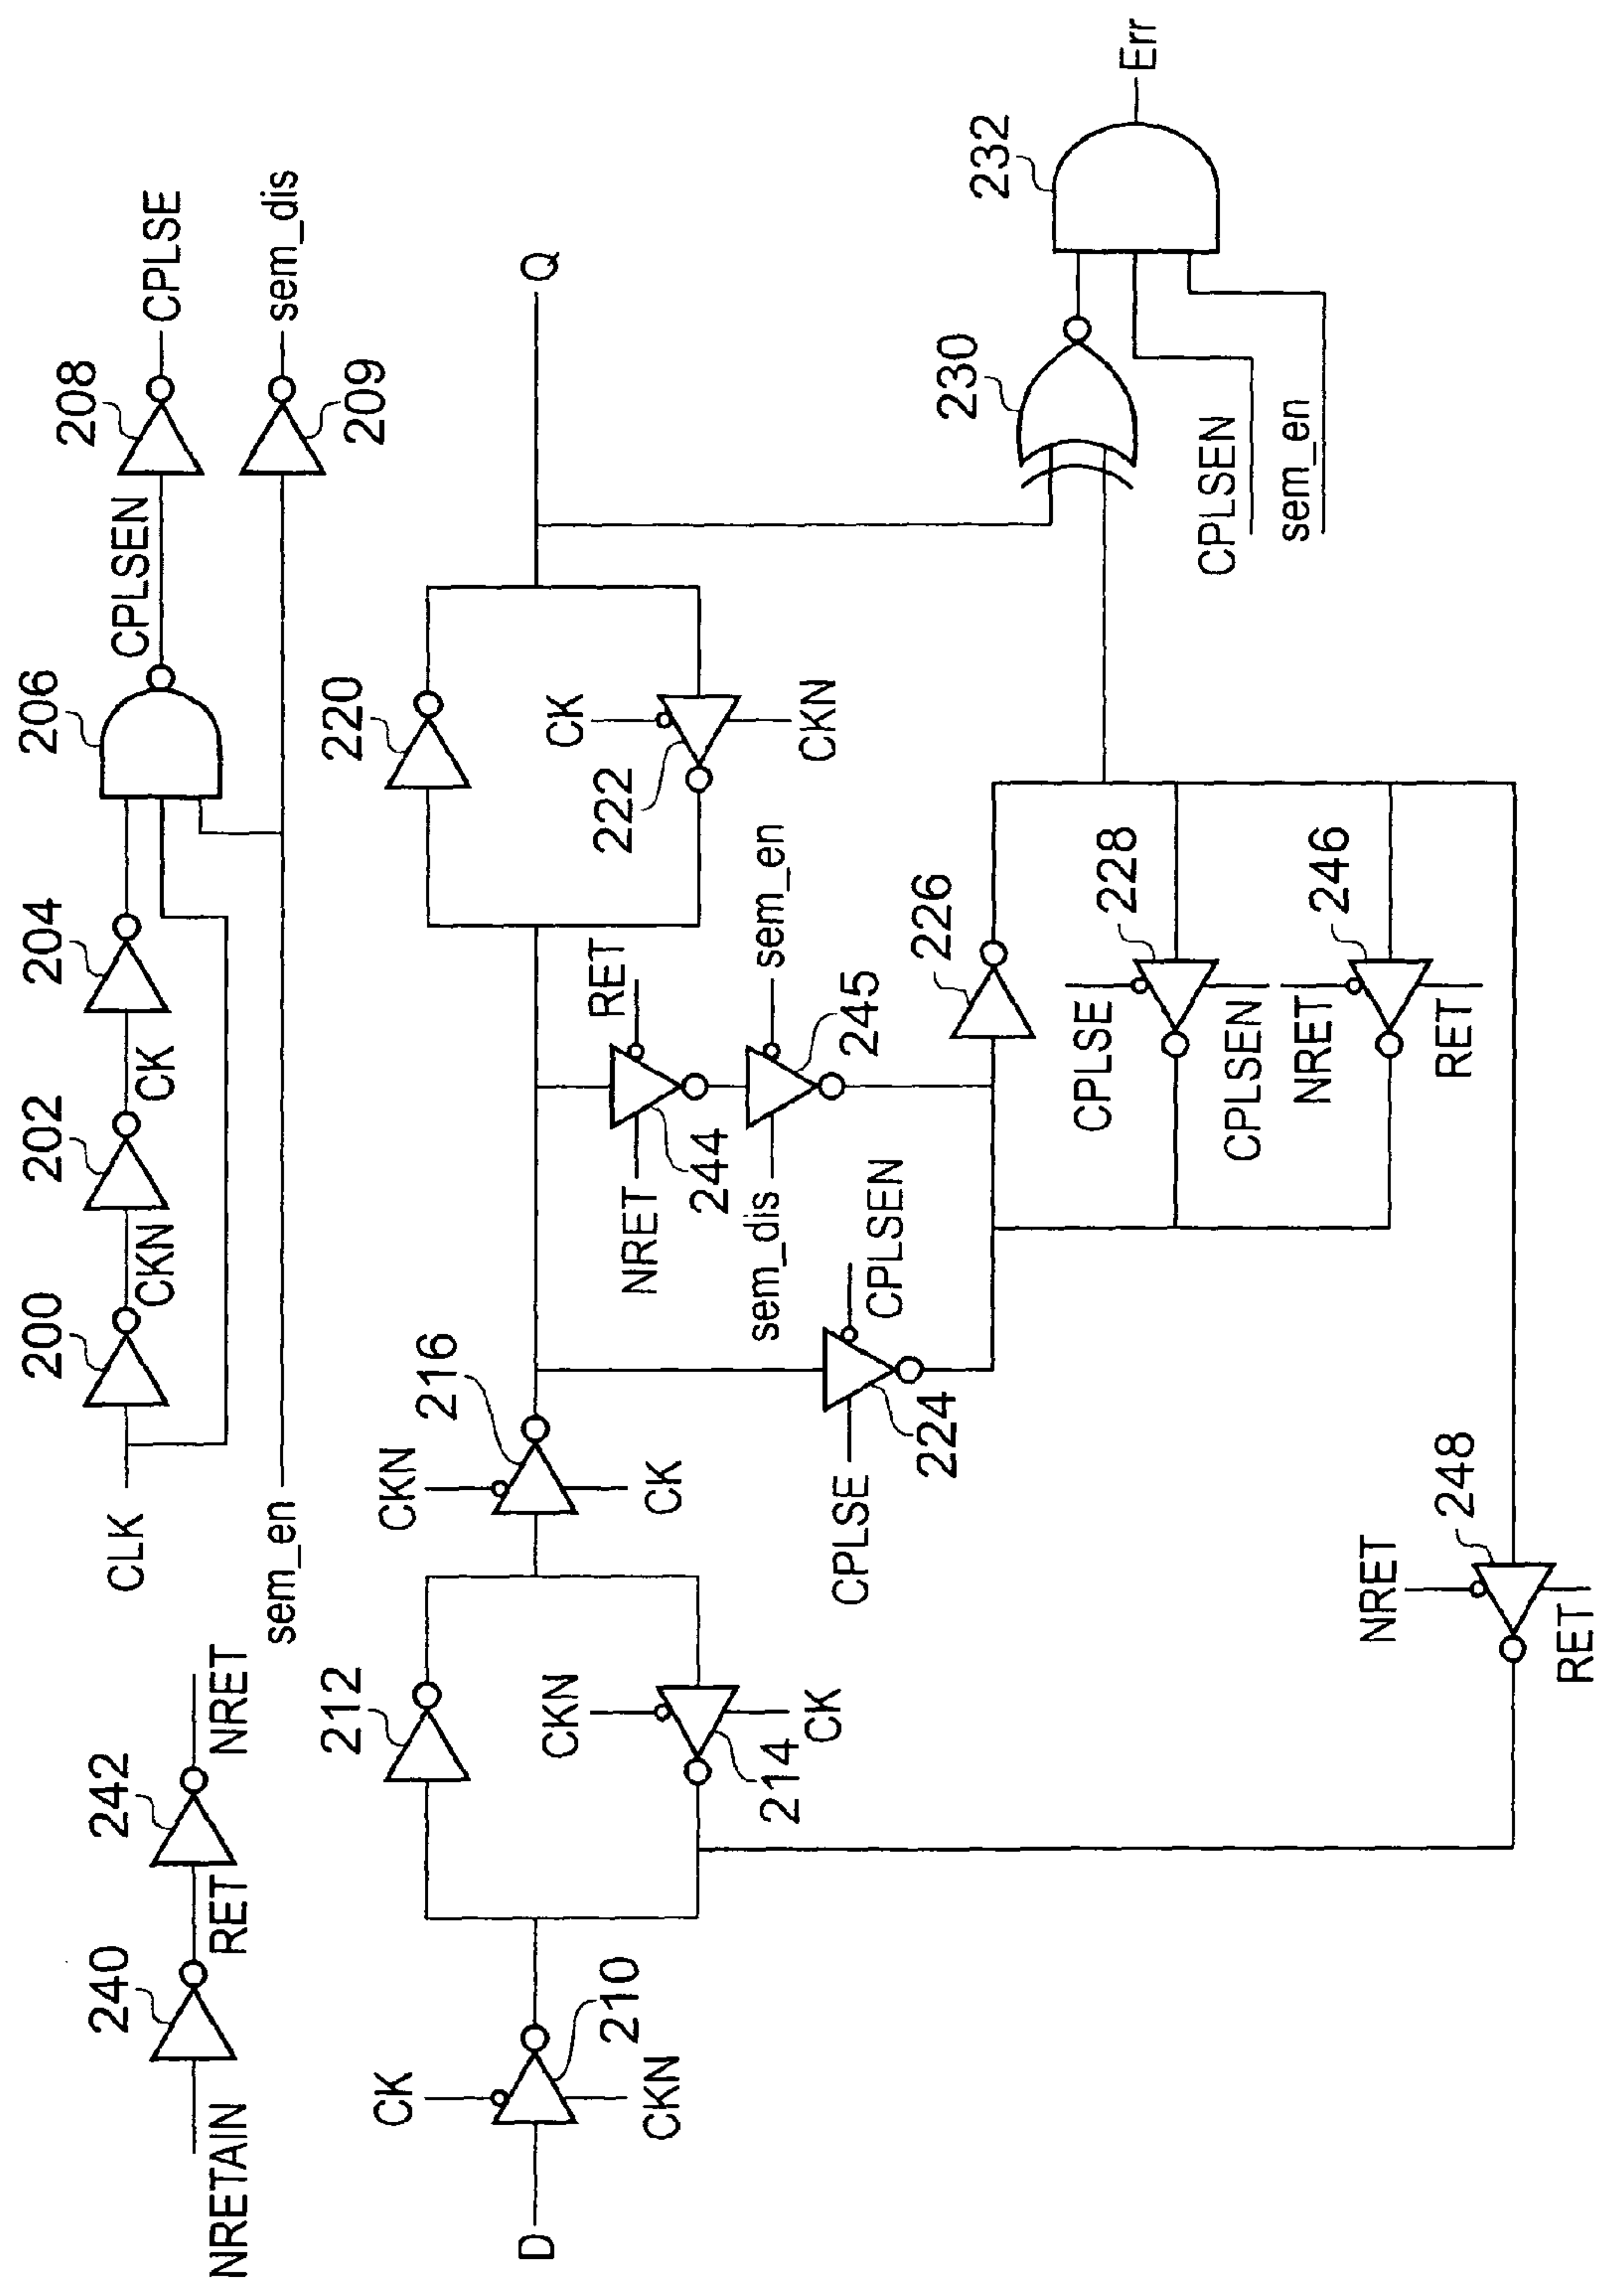 NRETAIN
240
RET
242
NRET
CLK
200
CKN
202
CK
204
206
CPLSEN
208
CPLSE
sem_en
209
sem_dis
D
CK
210
CKN
212
CKN
214
CK
CKN
216
CK
220
CK
222
CKN
Q
RET
NRET
244
sem_en
sem_dis
245
CPLSE
224
CPLSEN
226
CPLSE
228
CPLSEN
NRET
246
RET
NRET
248
RET
230
232
CPLSEN
sem_en
Err